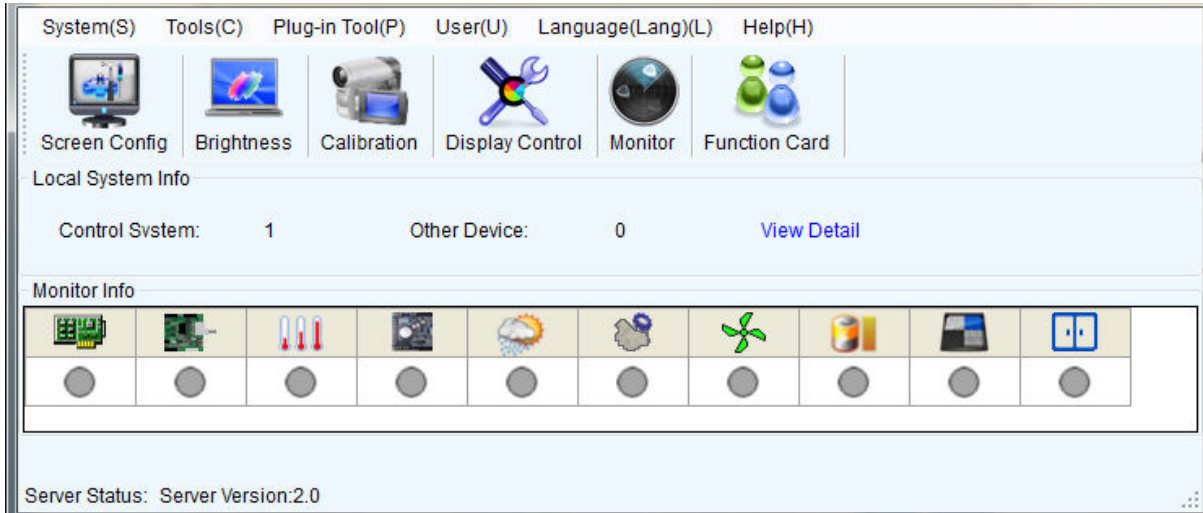 System(S) Tools(C) Plug-in Tool(P) User(U) Language(Lang)(L) Help(H)
Screen Config Brightness Calibration Display Control Monitor Function Card
Local System Info
Control System: 1 Other Device: 0 View Detail
Monitor Info
Server Status: Server Version:2.0